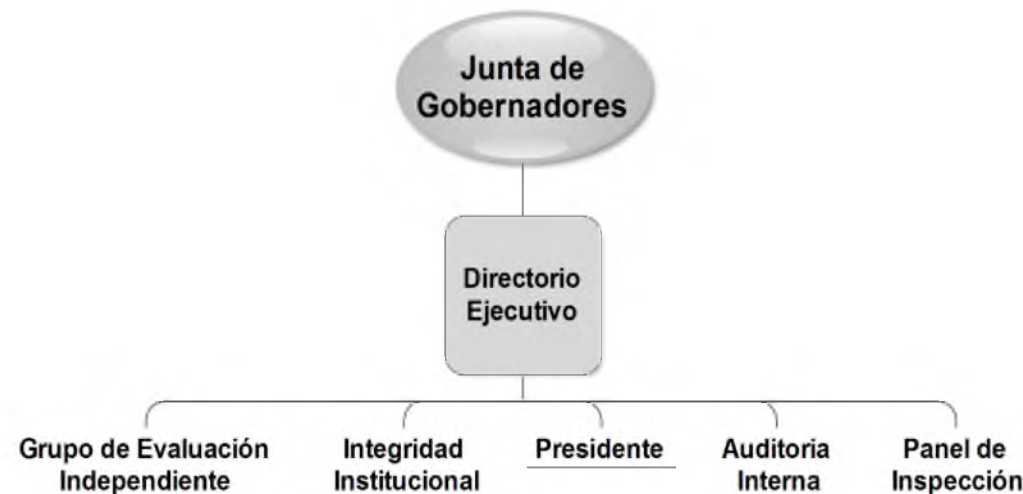 Junta de
Gobernadores
Directorio
Ejecutivo
Grupo de Evaluación
Independiente
Integridad
Institucional
Presidente
Auditoria
Interna
Panel de
Inspección